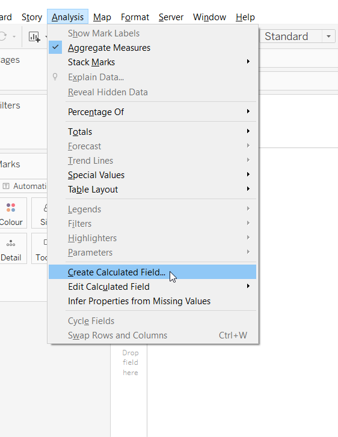 ard Story Analysis Map Format Server Window Help
Standard
ages
ilters
Marks
Automati
Colour Si
Detail Too
Show Mark Labels
Aggregate Measures
Stack Marks
Explain Data...
Reveal Hidden Data
Percentage Of
Totals
Forecast
Trend Lines
Special Values
Table Layout
Legends
Filters
Highlighters
Parameters
Create Calculated Field...
Edit Calculated Field
Infer Properties from Missing Values
Cycle Fields
Swap Rows and Columns Ctrl+W
Drop
field
here